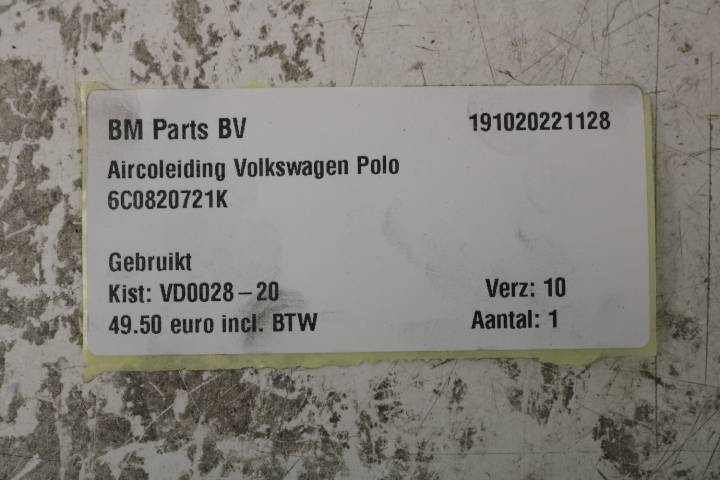 BM Parts BV 191020221128
Aircoleiding Volkswagen Polo
6C0820721K
Gebruikt
Kist: VD0028-20 Verz: 10
49.50 euro incl. BTW Aantal: 1